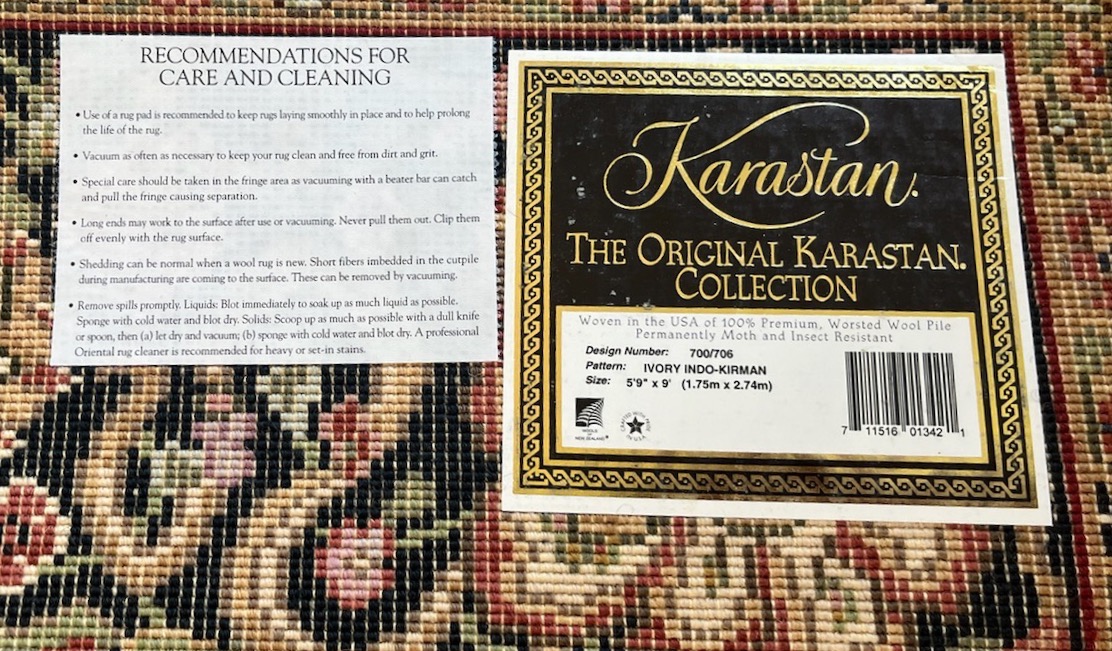 RECOMMENDATIONS FOR
CARE AND CLEANING
• Use of a rug pad is recommended to keep rugs laying smoothly in place and to help prolong
the life of the rug.
• Vacuum as often as necessary to keep your rug clean and free from dirt and grit.
• Special care should be taken in the fringe area as vacuuming with a beater bar can catch
and pull the fringe causing separation.
• Long ends may work to the surface after use or vacuuming. Never pull them out. Clip them
off evenly with the rug surface.
• Shedding can be normal when a wool rug is new. Short fibers imbedded in the cutpile
during manufacturing are coming to the surface. These can be removed by vacuuming.
• Remove spills promptly. Liquids: Blot immediately to soak up as much liquid as possible.
Sponge with cold water and blot dry. Solids: Scoop up as much as possible with a dull knife
or spoon, then (a) let dry and vacuum; (b) sponge with cold water and blot dry. A professional
Oriental rug cleaner is recommended for heavy or set-in stains.
Karastan.
THE ORIGINAL KARASTAN.
COLLECTION
Woven in the USA of 100% Premium, Worsted Wool Pile
Permanently Moth and Insect Resistant
Design Number: 700/706
Pattern: IVORY INDO-KIRMAN
Size: 5'9" x 9' (1.75m x 2.74m)
WOOLS
OF
NEW ZEALAND
CRAFTED WITH PRIDE
IN U.S.A.
7 11516 01342 1